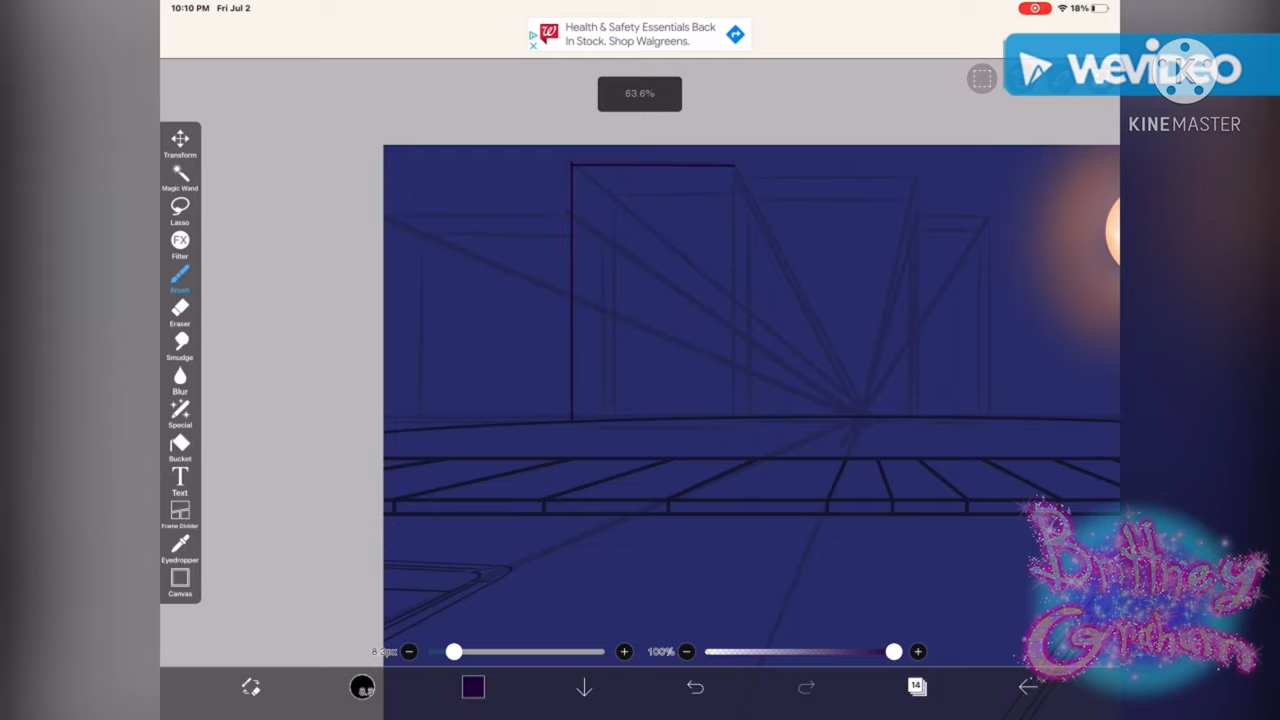 10:10 PM Fri Jul 2
18%
Health & Safety Essentials Back
In Stock. Shop Walgreens.
WeVideo
K
KINEMASTER
63.6%
Transform
Magic Wand
Lasso
FX
Filter
Brush
Eraser
Smudge
Blur
Special
Bucket
T
Text
Frame Divider
Eyedropper
Canvas
Brittney
Graham
100%
14